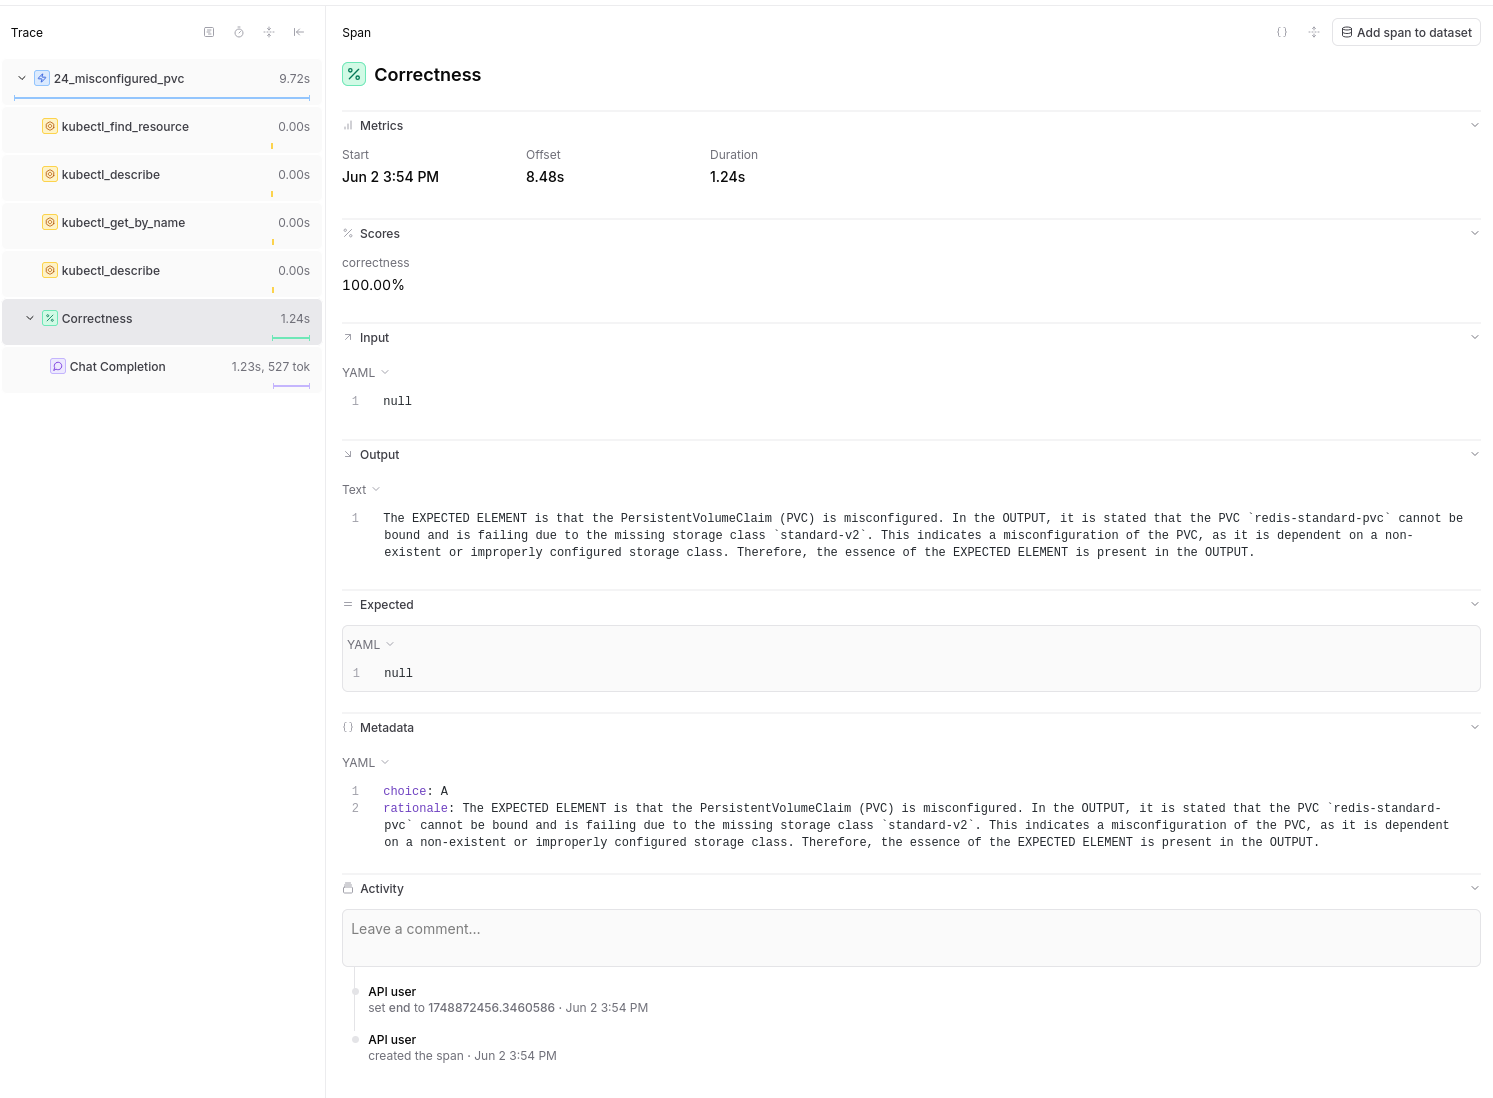 Trace
24_misconfigured_pvc 9.72s
kubectl_find_resource 0.00s
kubectl_describe 0.00s
kubectl_get_by_name 0.00s
kubectl_describe 0.00s
Correctness 1.24s
Chat Completion 1.23s, 527 tok
Span
Add span to dataset
Correctness
Metrics
Start Offset Duration
Jun 2 3:54 PM 8.48s 1.24s
Scores
correctness
100.00%
Input
YAML
1 null
Output
Text
1 The EXPECTED ELEMENT is that the PersistentVolumeClaim (PVC) is misconfigured. In the OUTPUT, it is stated that the PVC `redis-standard-pvc` cannot be
bound and is failing due to the missing storage class `standard-v2`. This indicates a misconfiguration of the PVC, as it is dependent on a non-
existent or improperly configured storage class. Therefore, the essence of the EXPECTED ELEMENT is present in the OUTPUT.
Expected
YAML
1 null
Metadata
YAML
1 choice: A
2 rationale: The EXPECTED ELEMENT is that the PersistentVolumeClaim (PVC) is misconfigured. In the OUTPUT, it is stated that the PVC `redis-standard-
pvc` cannot be bound and is failing due to the missing storage class `standard-v2`. This indicates a misconfiguration of the PVC, as it is dependent
on a non-existent or improperly configured storage class. Therefore, the essence of the EXPECTED ELEMENT is present in the OUTPUT.
Activity
Leave a comment...
API user
set end to 1748872456.3460586 · Jun 2 3:54 PM
API user
created the span · Jun 2 3:54 PM